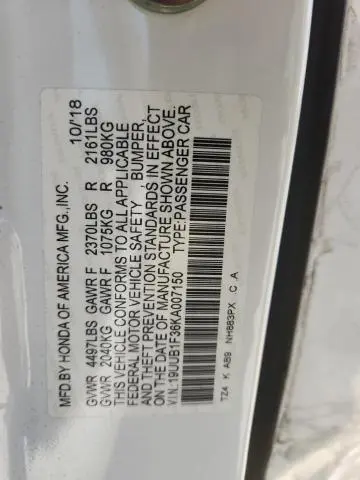 MFD BY HONDA OF AMERICA MFG.,INC. 10/'18
GVWR 4497LBS GAWR F 2370LBS R 2161LBS
GVWR 2040KG GAWR F 1075KG R 980KG
THIS VEHICLE CONFORMS TO ALL APPLICABLE
FEDERAL MOTOR VEHICLE SAFETY , BUMPER,
AND THEFT PREVENTION STANDARDS IN EFFECT
ON THE DATE OF MANUFACTURE SHOWN ABOVE.
V.I.N.:19UUB1F36KA007150 TYPE:PASSENGER CAR
TZ4 K AB9 NH883PX C .A